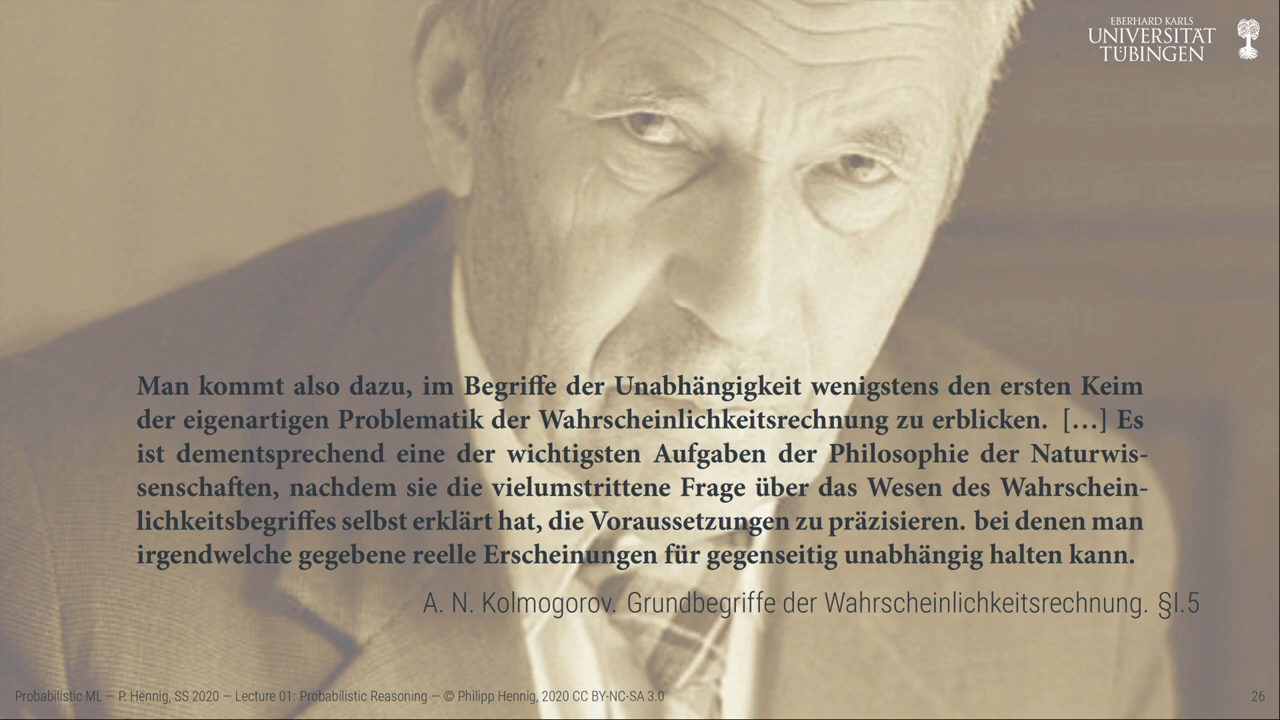 EBERHARD KARLS
UNIVERSITÄT
TÜBINGEN
Man kommt also dazu, im Begriffe der Unabhängigkeit wenigstens den ersten Keim
der eigenartigen Problematik der Wahrscheinlichkeitsrechnung zu erblicken. […] Es
ist dementsprechend eine der wichtigsten Aufgaben der Philosophie der Naturwis-
senschaften, nachdem sie die vielumstrittene Frage über das Wesen des Wahrschein-
lichkeitsbegriffes selbst erklärt hat, die Voraussetzungen zu präzisieren. bei denen man
irgendwelche gegebene reelle Erscheinungen für gegenseitig unabhängig halten kann.
A. N. Kolmogorov. Grundbegriffe der Wahrscheinlichkeitsrechnung. §I.5
Probabilistic ML — P. Hennig, SS 2020 — Lecture 01: Probabilistic Reasoning — © Philipp Hennig, 2020 CC BY-NC-SA 3.0
26